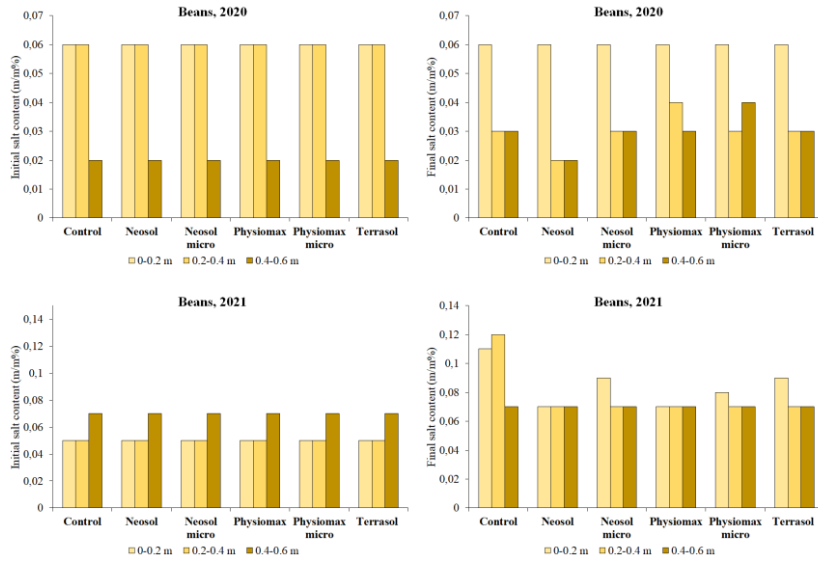 Beans, 2020
Initial salt content (m/m%)
0,07
0,06
0,05
0,04
0,03
0,02
0,01
0
Control Neosol Neosol micro Physiomax Physiomax micro Terrasol
0-0.2 m 0.2-0.4 m 0.4-0.6 m
Beans, 2020
Final salt content (m/m%)
0,07
0,06
0,05
0,04
0,03
0,02
0,01
0
Control Neosol Neosol micro Physiomax Physiomax micro Terrasol
0-0.2 m 0.2-0.4 m 0.4-0.6 m
Beans, 2021
Initial salt content (m/m%)
0,14
0,12
0,1
0,08
0,06
0,04
0,02
0
Control Neosol Neosol micro Physiomax Physiomax micro Terrasol
0-0.2 m 0.2-0.4 m 0.4-0.6 m
Beans, 2021
Final salt content (m/m%)
0,14
0,12
0,1
0,08
0,06
0,04
0,02
0
Control Neosol Neosol micro Physiomax Physiomax micro Terrasol
0-0.2 m 0.2-0.4 m 0.4-0.6 m